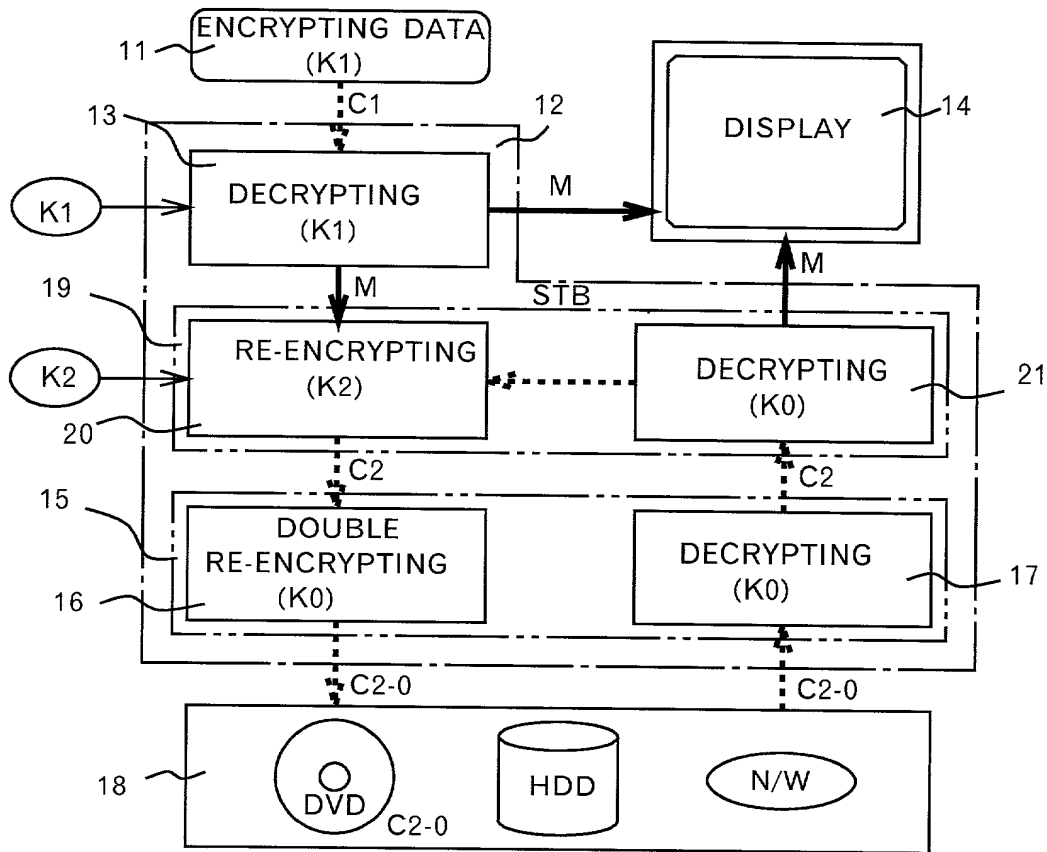 ENCRYPTING DATA
(K1)
11
C1
13
12
14
DISPLAY
DECRYPTING
(K1)
K1
M
M
M
STB
19
RE-ENCRYPTING
(K2)
K2
20
DECRYPTING
(K0)
21
C2
C2
15
DOUBLE
RE-ENCRYPTING
(K0)
16
DECRYPTING
(K0)
17
C2-0
C2-0
18
DVD
C2-0
HDD
N/W